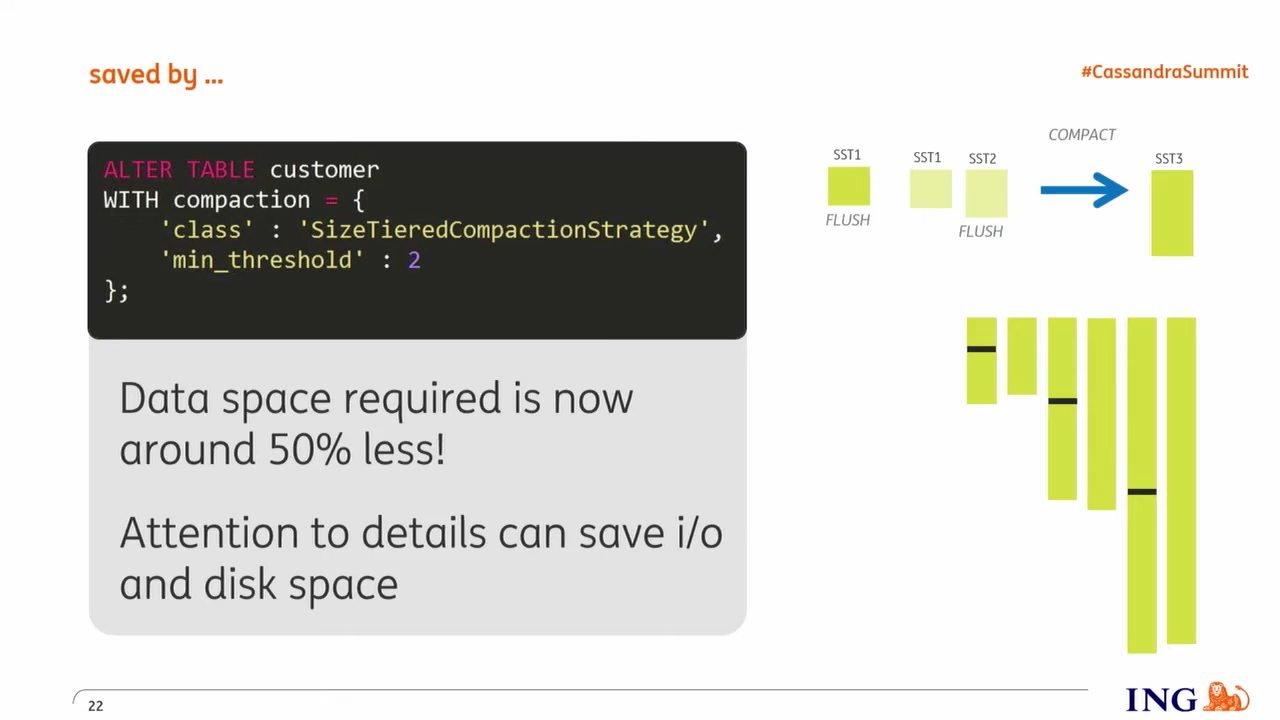 saved by ...
#CassandraSummit
ALTER TABLE customer
WITH compaction = {
'class' : 'SizeTieredCompactionStrategy',
'min_threshold' : 2
};
Data space required is now
around 50% less!
Attention to details can save i/o
and disk space
COMPACT
SST1
SST1
SST2
SST3
FLUSH
FLUSH
22
ING